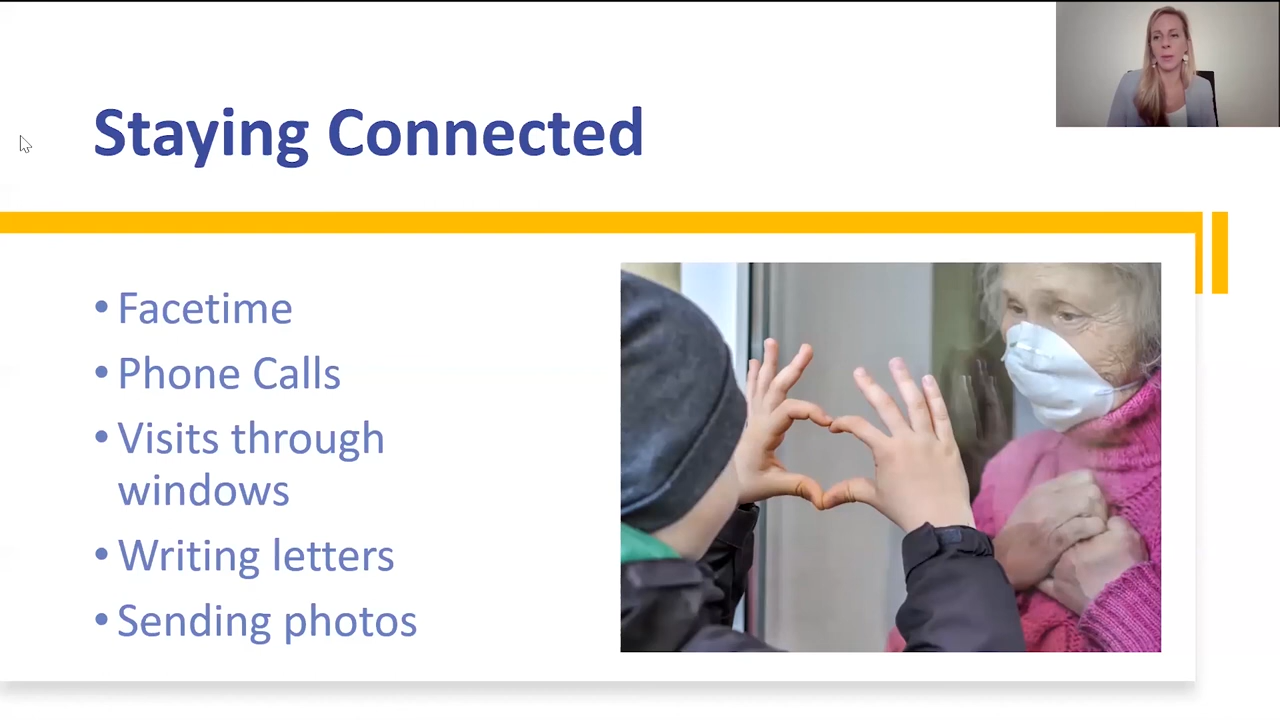 Staying Connected
• Facetime
• Phone Calls
• Visits through
windows
• Writing letters
• Sending photos